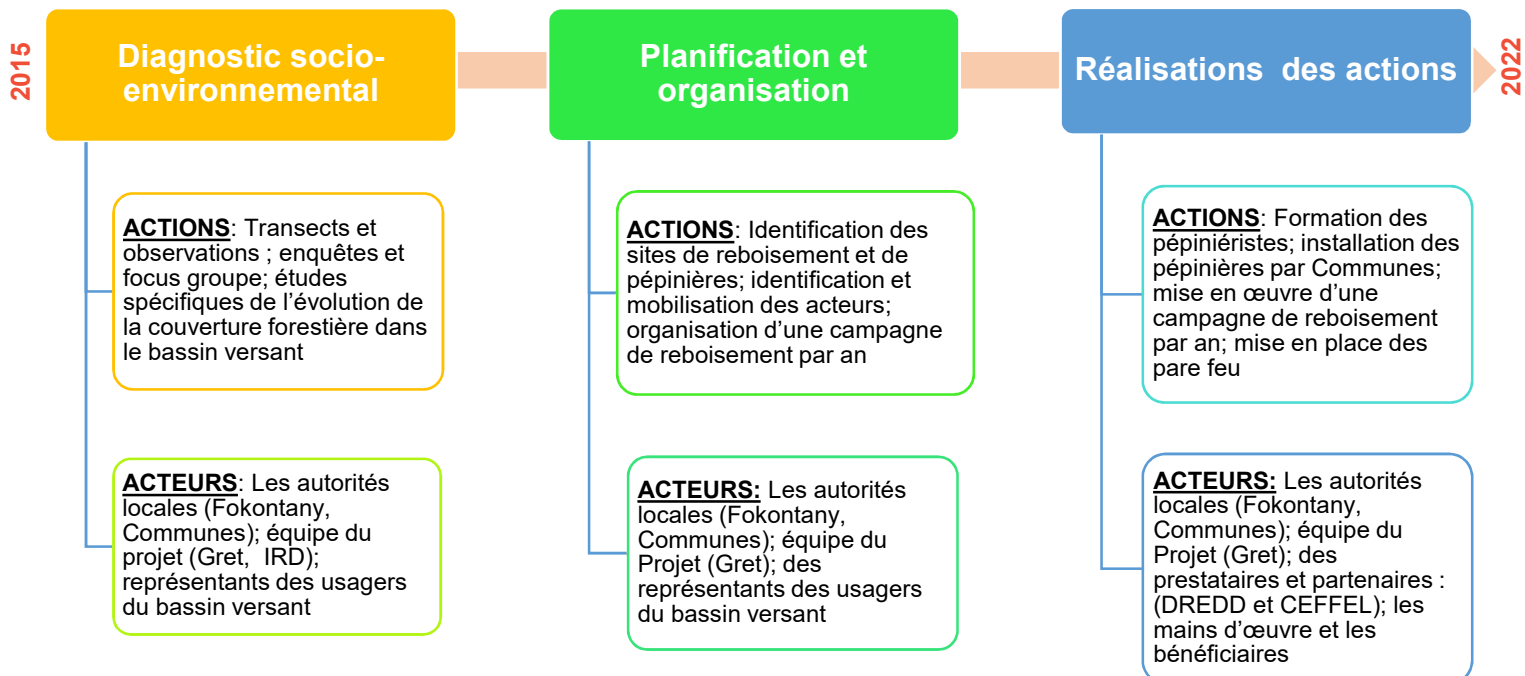 2015
Diagnostic socio-
environnemental
Planification et
organisation
Réalisations  des actions
2022
ACTIONS: Transects et
observations ; enquêtes et
focus groupe; études
spécifiques de l’évolution de
la couverture forestière dans
le bassin versant
ACTIONS: Identification des
sites de reboisement et de
pépinières; identification et
mobilisation des acteurs;
organisation d’une campagne
de reboisement par an
ACTIONS: Formation des
pépiniéristes; installation des
pépinières par Communes;
mise en œuvre d’une
campagne de reboisement
par an; mise en place des
pare feu
ACTEURS: Les autorités
locales (Fokontany,
Communes); équipe du
projet (Gret,  IRD);
représentants des usagers
du bassin versant
ACTEURS: Les autorités
locales (Fokontany,
Communes); équipe du
Projet (Gret); des
représentants des usagers
du bassin versant
ACTEURS: Les autorités
locales (Fokontany,
Communes); équipe du
Projet (Gret); des
prestataires et partenaires :
(DREDD et CEFFEL); les
mains d’œuvre et les
bénéficiaires